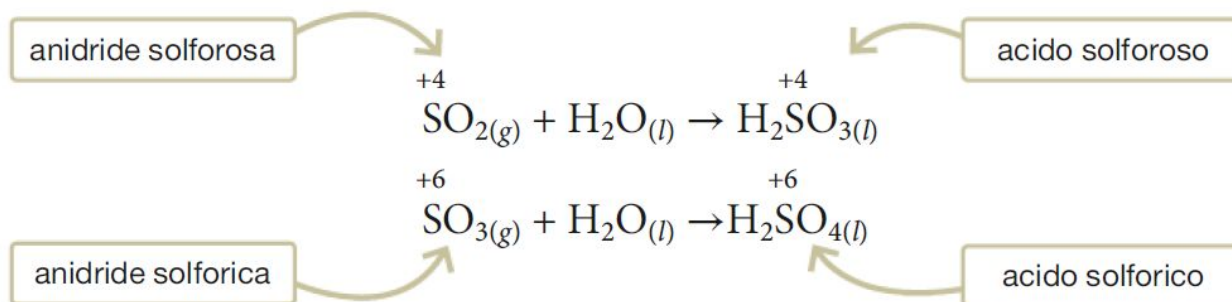 anidride solforosa
acido solforoso
+4 +4
SO₂(g) + H₂O(l) → H₂SO₃(l)
+6 +6
SO₃(g) + H₂O(l) →H₂SO₄(l)
anidride solforica
acido solforico